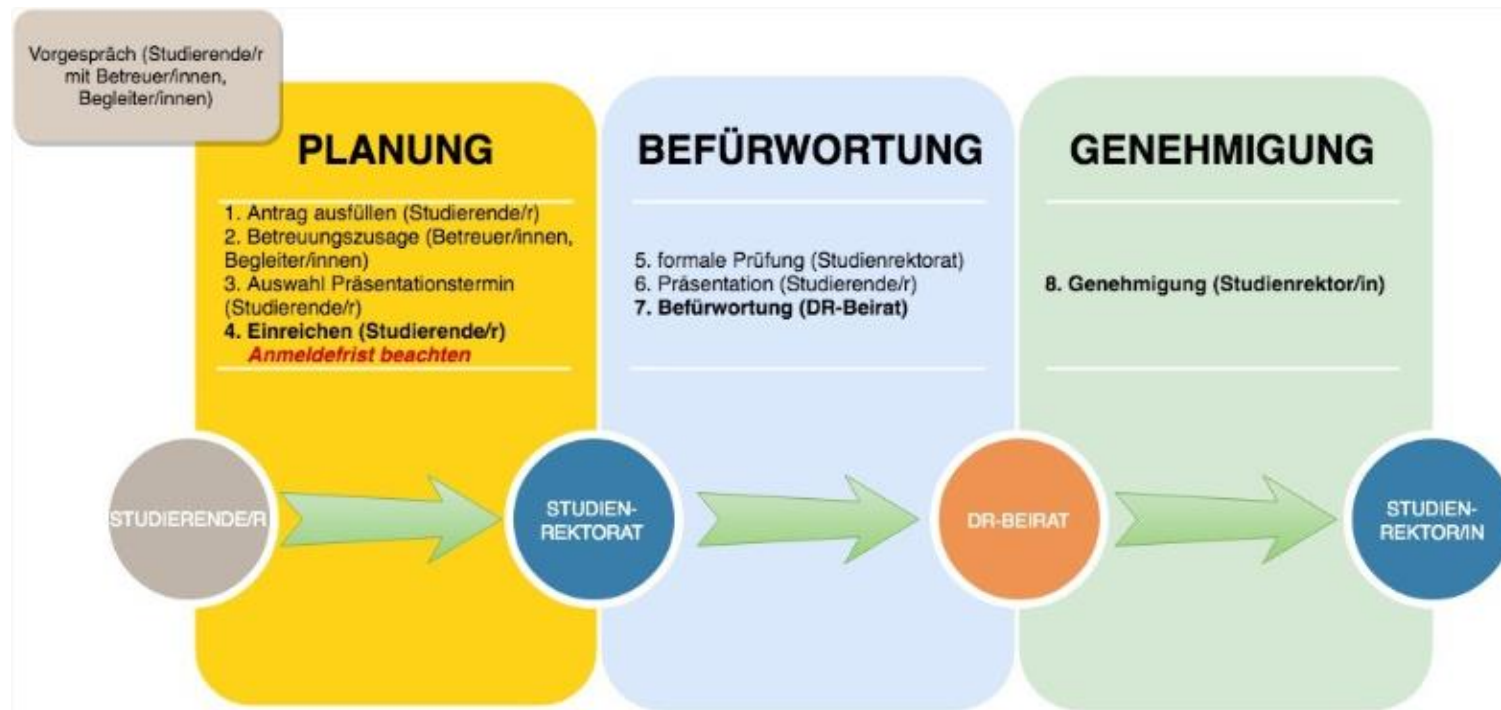 Vorgespräch (Studierende/r
mit Betreuer/innen,
Begleiter/innen)
PLANUNG
1. Antrag ausfüllen (Studierende/r)
2. Betreuungszusage (Betreuer/innen,
Begleiter/innen)
3. Auswahl Präsentationstermin
(Studierende/r)
4. Einreichen (Studierende/r)
Anmeldefrist beachten
BEFÜRWORTUNG
5. formale Prüfung (Studienrektorat)
6. Präsentation (Studierende/r)
7. Befürwortung (DR-Beirat)
GENEHMIGUNG
8. Genehmigung (Studienrektor/in)
STUDIERENDE/R
STUDIEN-
REKTORAT
DR-BEIRAT
STUDIEN-
REKTOR/IN